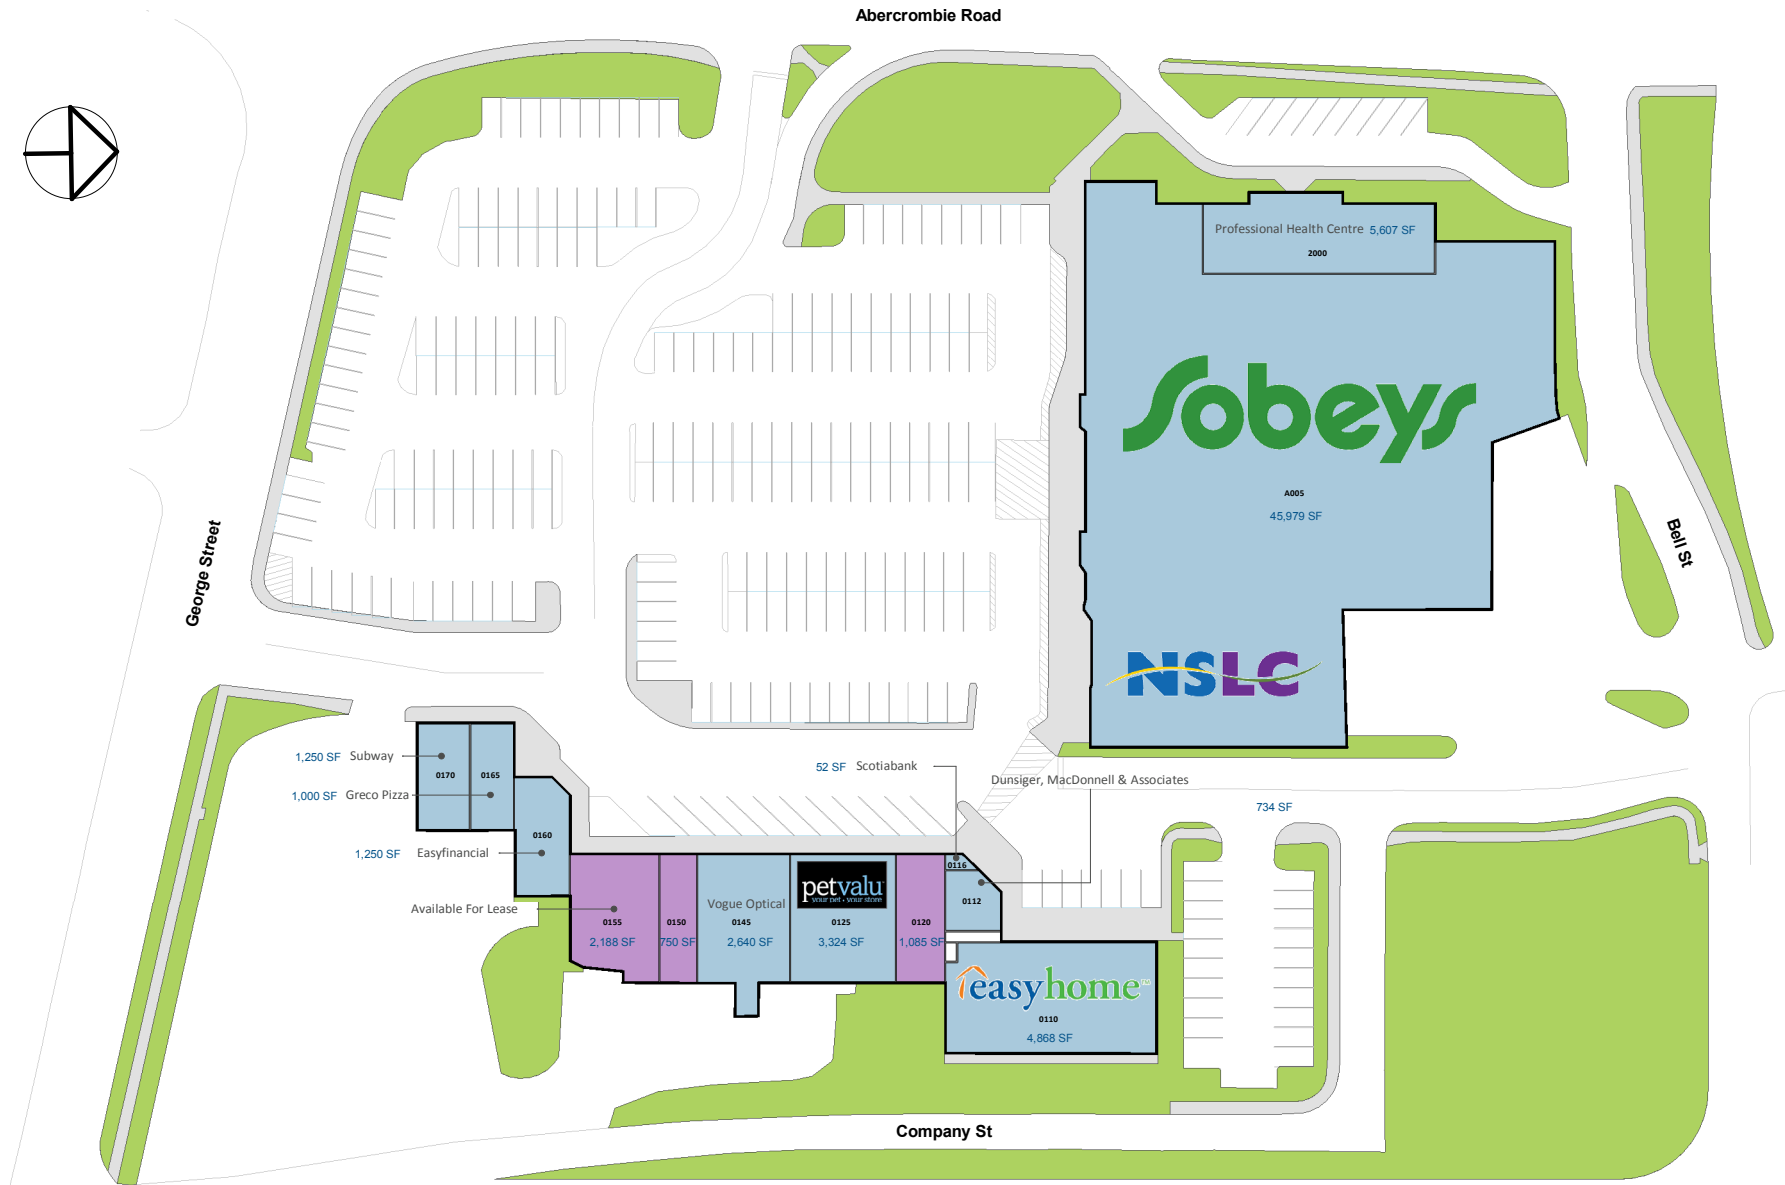 Abercrombie Road
Professional Health Centre 5,607 SF
2000
Sobeys
A005
45,979 SF
George Street
Bell St
NSLC
1,250 SF Subway
0170
0165
1,000 SF Greco Pizza
0160
1,250 SF Easyfinancial
52 SF Scotiabank
Dunsiger, MacDonnell & Associates
734 SF
0116
0112
petvalu
your pet • your store
Available For Lease
0155
2,188 SF
0150
750 SF
Vogue Optical
0145
2,640 SF
0125
3,324 SF
0120
1,085 SF
easyhome™
0110
4,868 SF
Company St